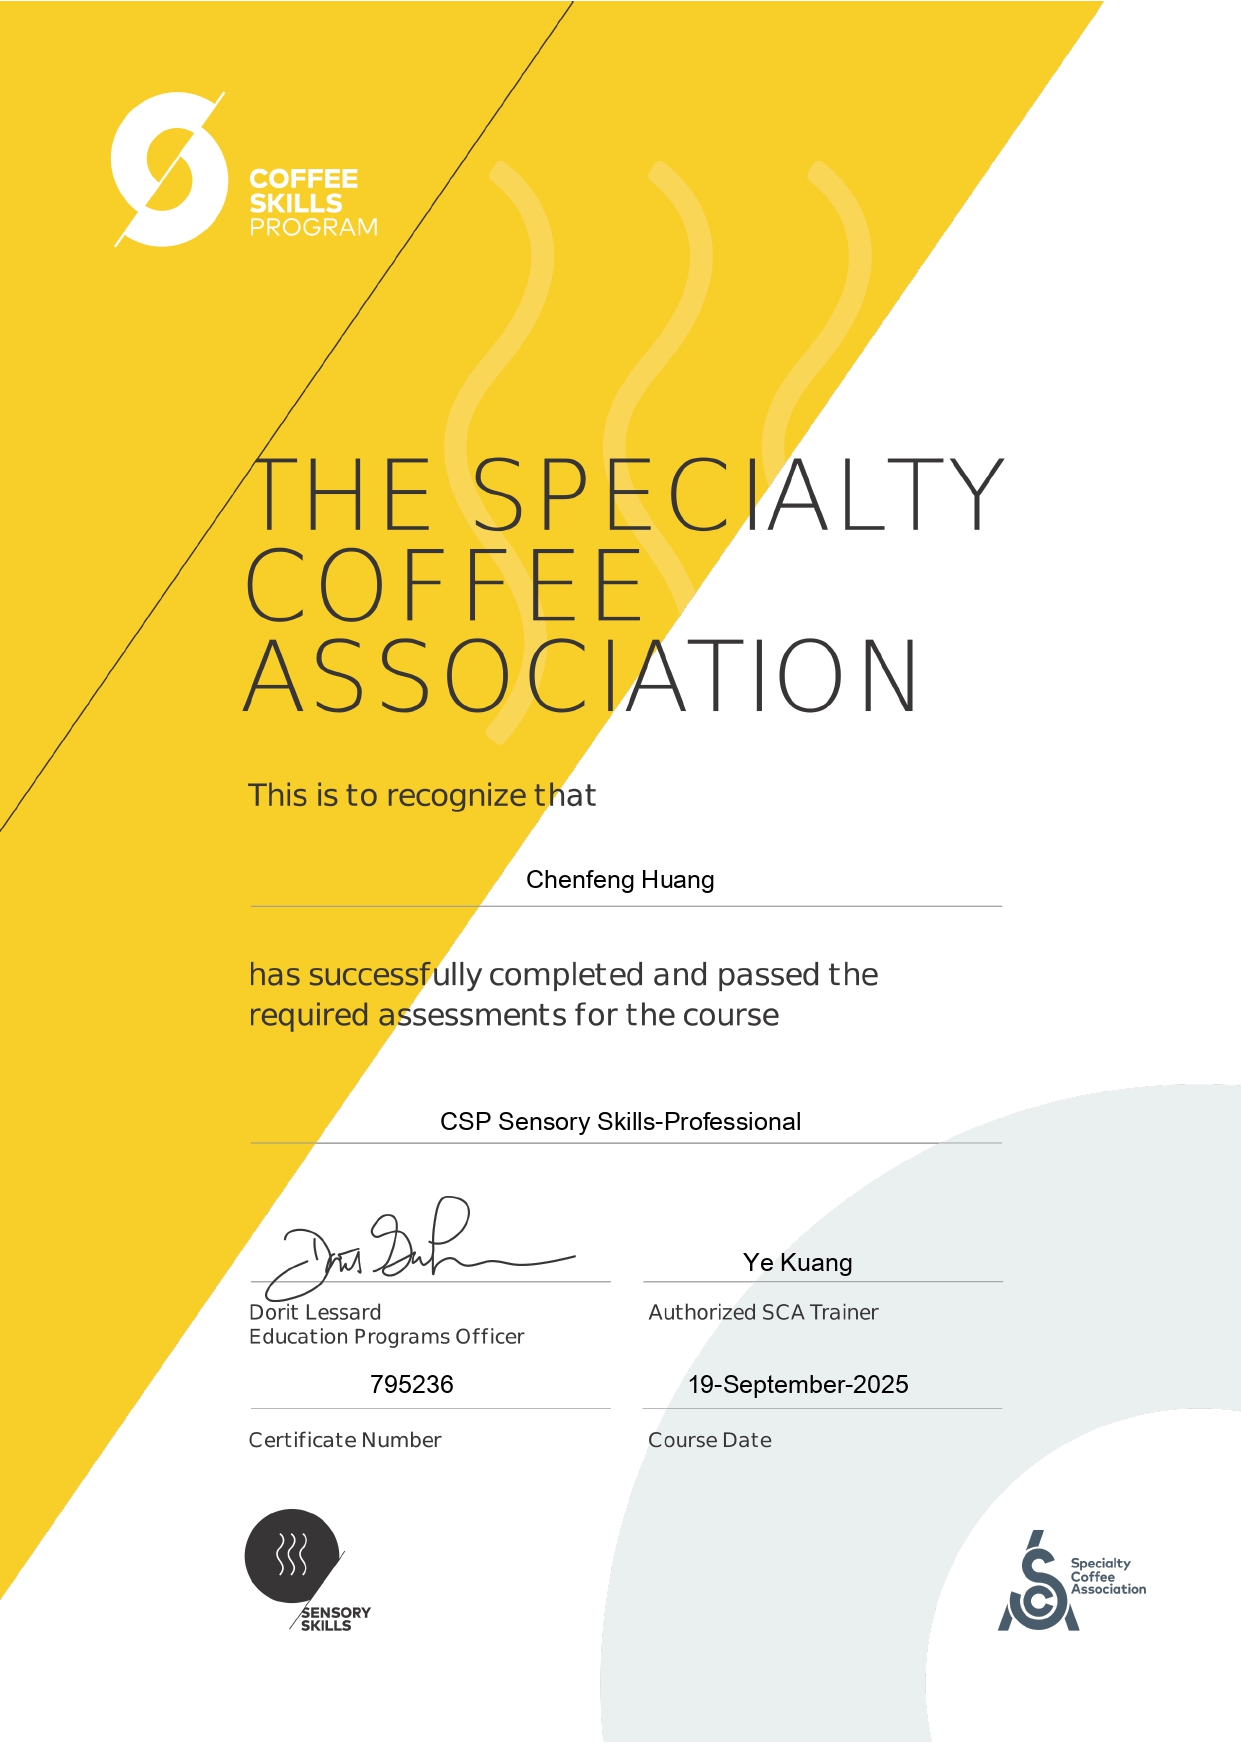 COFFEE
SKILLS
PROGRAM
THE SPECIALTY
COFFEE
ASSOCIATION
This is to recognize that
Chenfeng Huang
has successfully completed and passed the
required assessments for the course
CSP Sensory Skills-Professional
Ye Kuang
Dorit Lessard
Education Programs Officer
Authorized SCA Trainer
795236
19-September-2025
Certificate Number
Course Date
SENSORY
SKILLS
Specialty
Coffee
Association